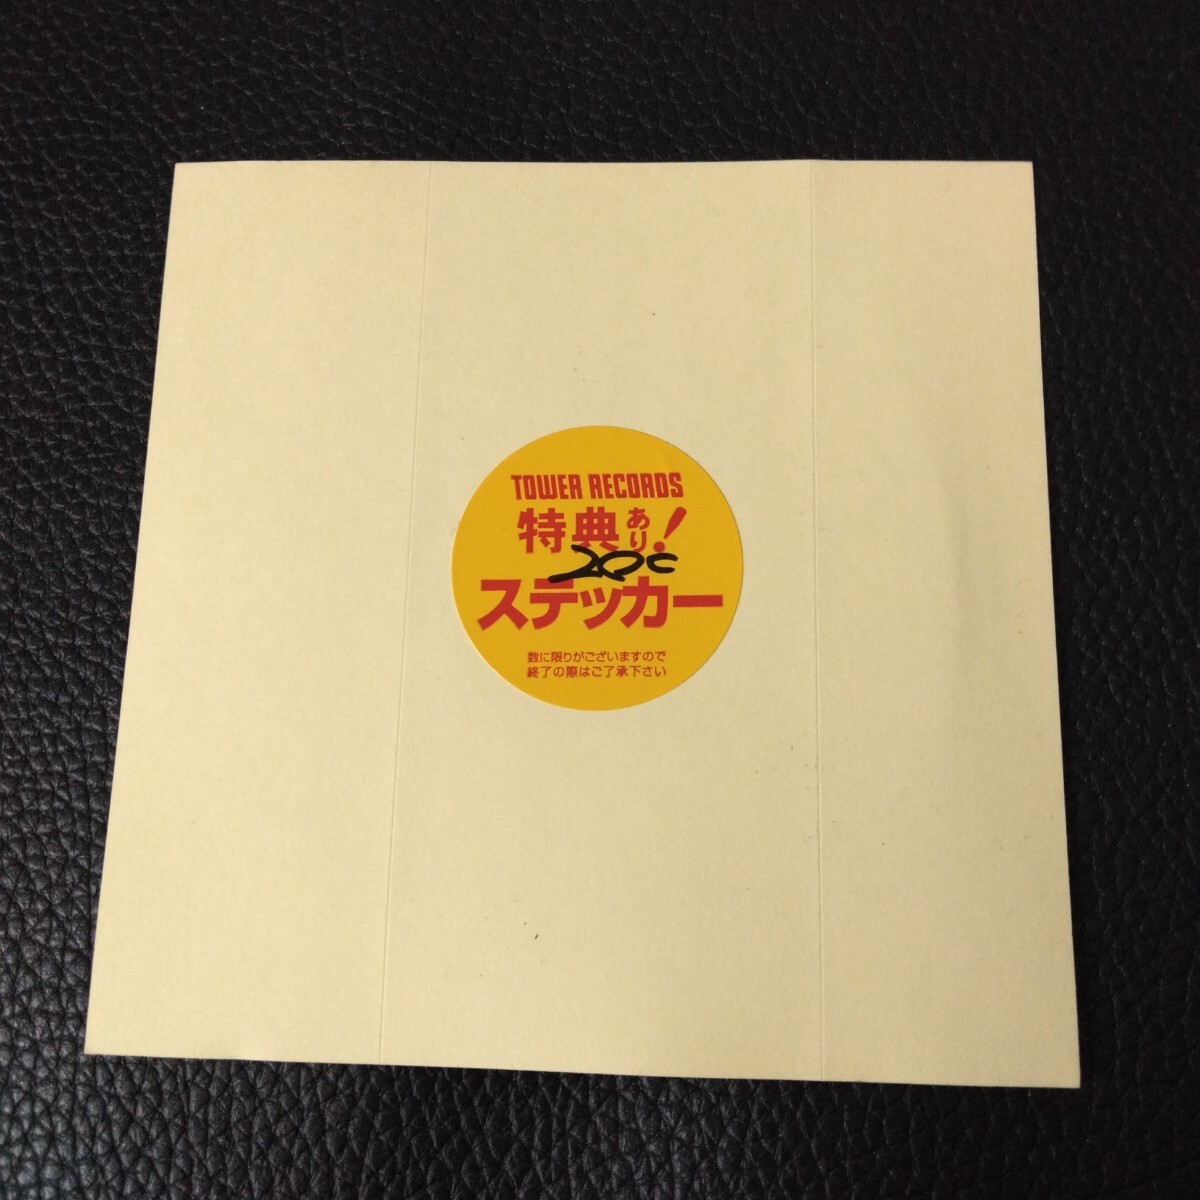 TOWER RECORDS
特典あり!
ステッカー
数に限りがございますので
終了の際はご了承下さい